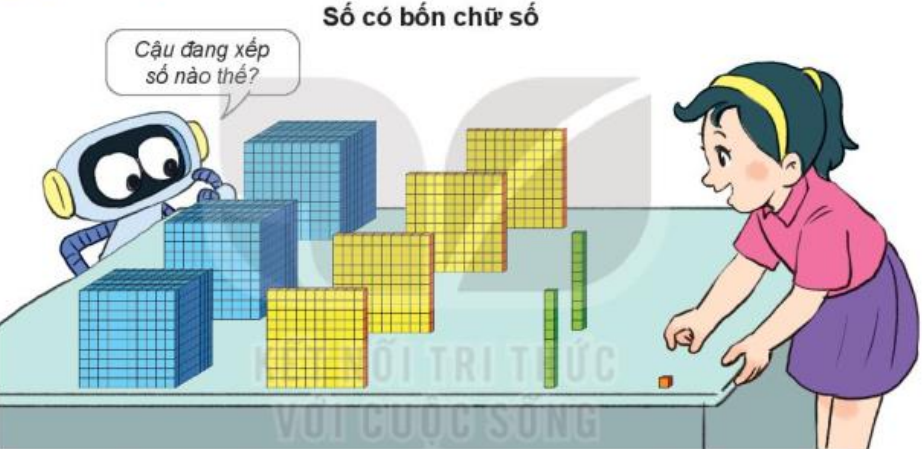 Số có bốn chữ số
Cậu đang xếp
số nào thế?
KẾT NỐI TRI THỨC
VỚI CUỘC SỐNG